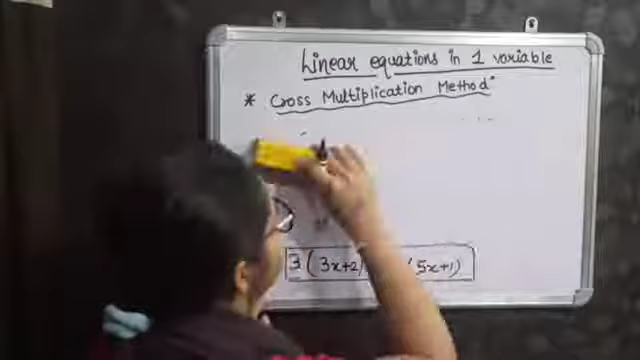 Linear equations in 1 variable
* Cross Multiplication Method
3 ( 3x+2) (5x+1)